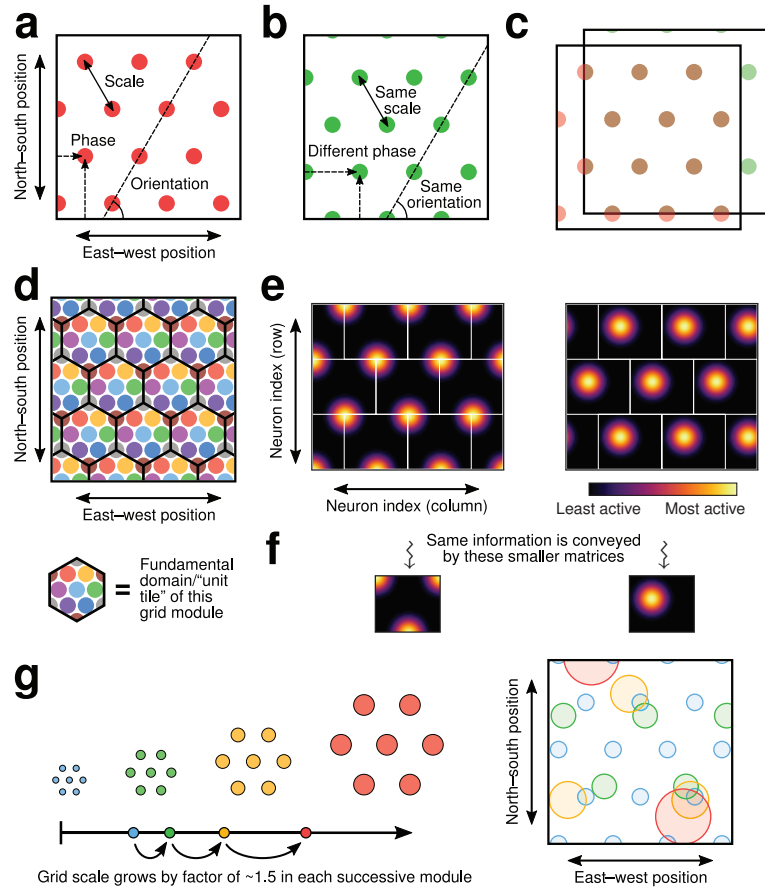 a
North–south position
Scale
Phase
Orientation
East–west position
b
Same
scale
Different phase
Same
orientation
c
d
North–south position
East–west position
Fundamental
domain/“unit
tile” of this
grid module
=
e
Neuron index (row)
Neuron index (column)
Least active
Most active
f
Same information is conveyed
by these smaller matrices
g
Grid scale grows by factor of ~1.5 in each successive module
North–south position
East–west position